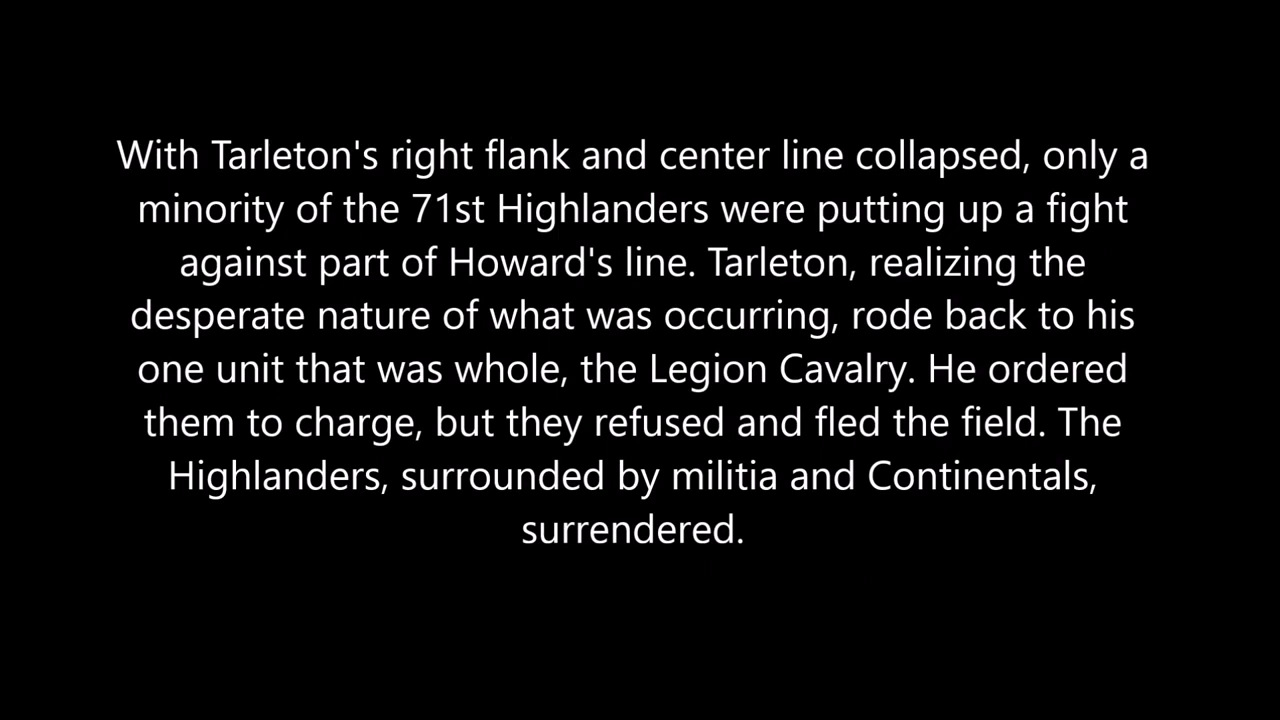 With Tarleton's right flank and center line collapsed, only a
minority of the 71st Highlanders were putting up a fight
against part of Howard's line. Tarleton, realizing the
desperate nature of what was occurring, rode back to his
one unit that was whole, the Legion Cavalry. He ordered
them to charge, but they refused and fled the field. The
Highlanders, surrounded by militia and Continentals,
surrendered.